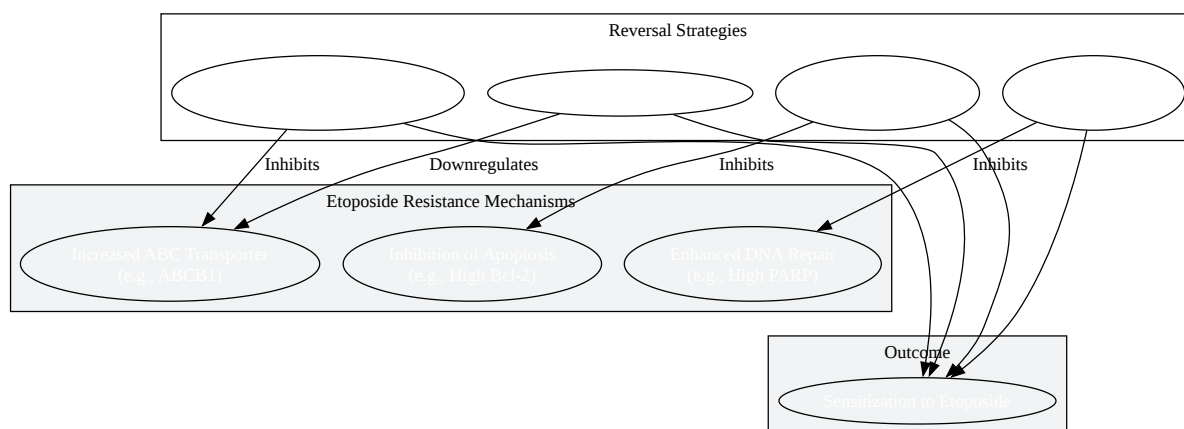 Reversal Strategies
Inhibits
Downregulates
Inhibits
Inhibits
Etoposide Resistance Mechanisms
Increased ABC Transporter
(e.g., ABCB1)
Inhibition of Apoptosis
(e.g., High Bcl-2)
Enhanced DNA Repair
(e.g., High PARP)
Outcome
Sensitization to Etoposide